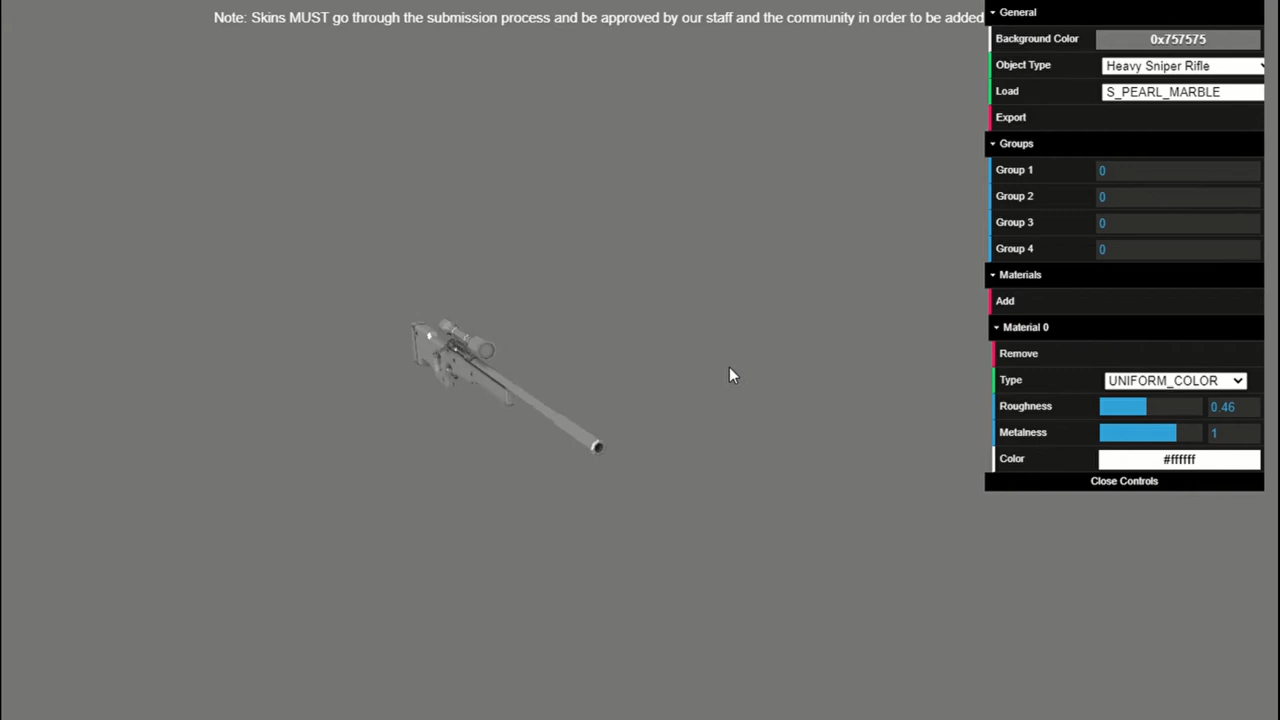 Note: Skins MUST go through the submission process and be approved by our staff and the community in order to be added
General
Background Color 0x757575
Object Type Heavy Sniper Rifle
Load S_PEARL_MARBLE
Export
Groups
Group 1 0
Group 2 0
Group 3 0
Group 4 0
Materials
Add
Material 0
Remove
Type UNIFORM_COLOR
Roughness 0.46
Metalness 1
Color #ffffff
Close Controls